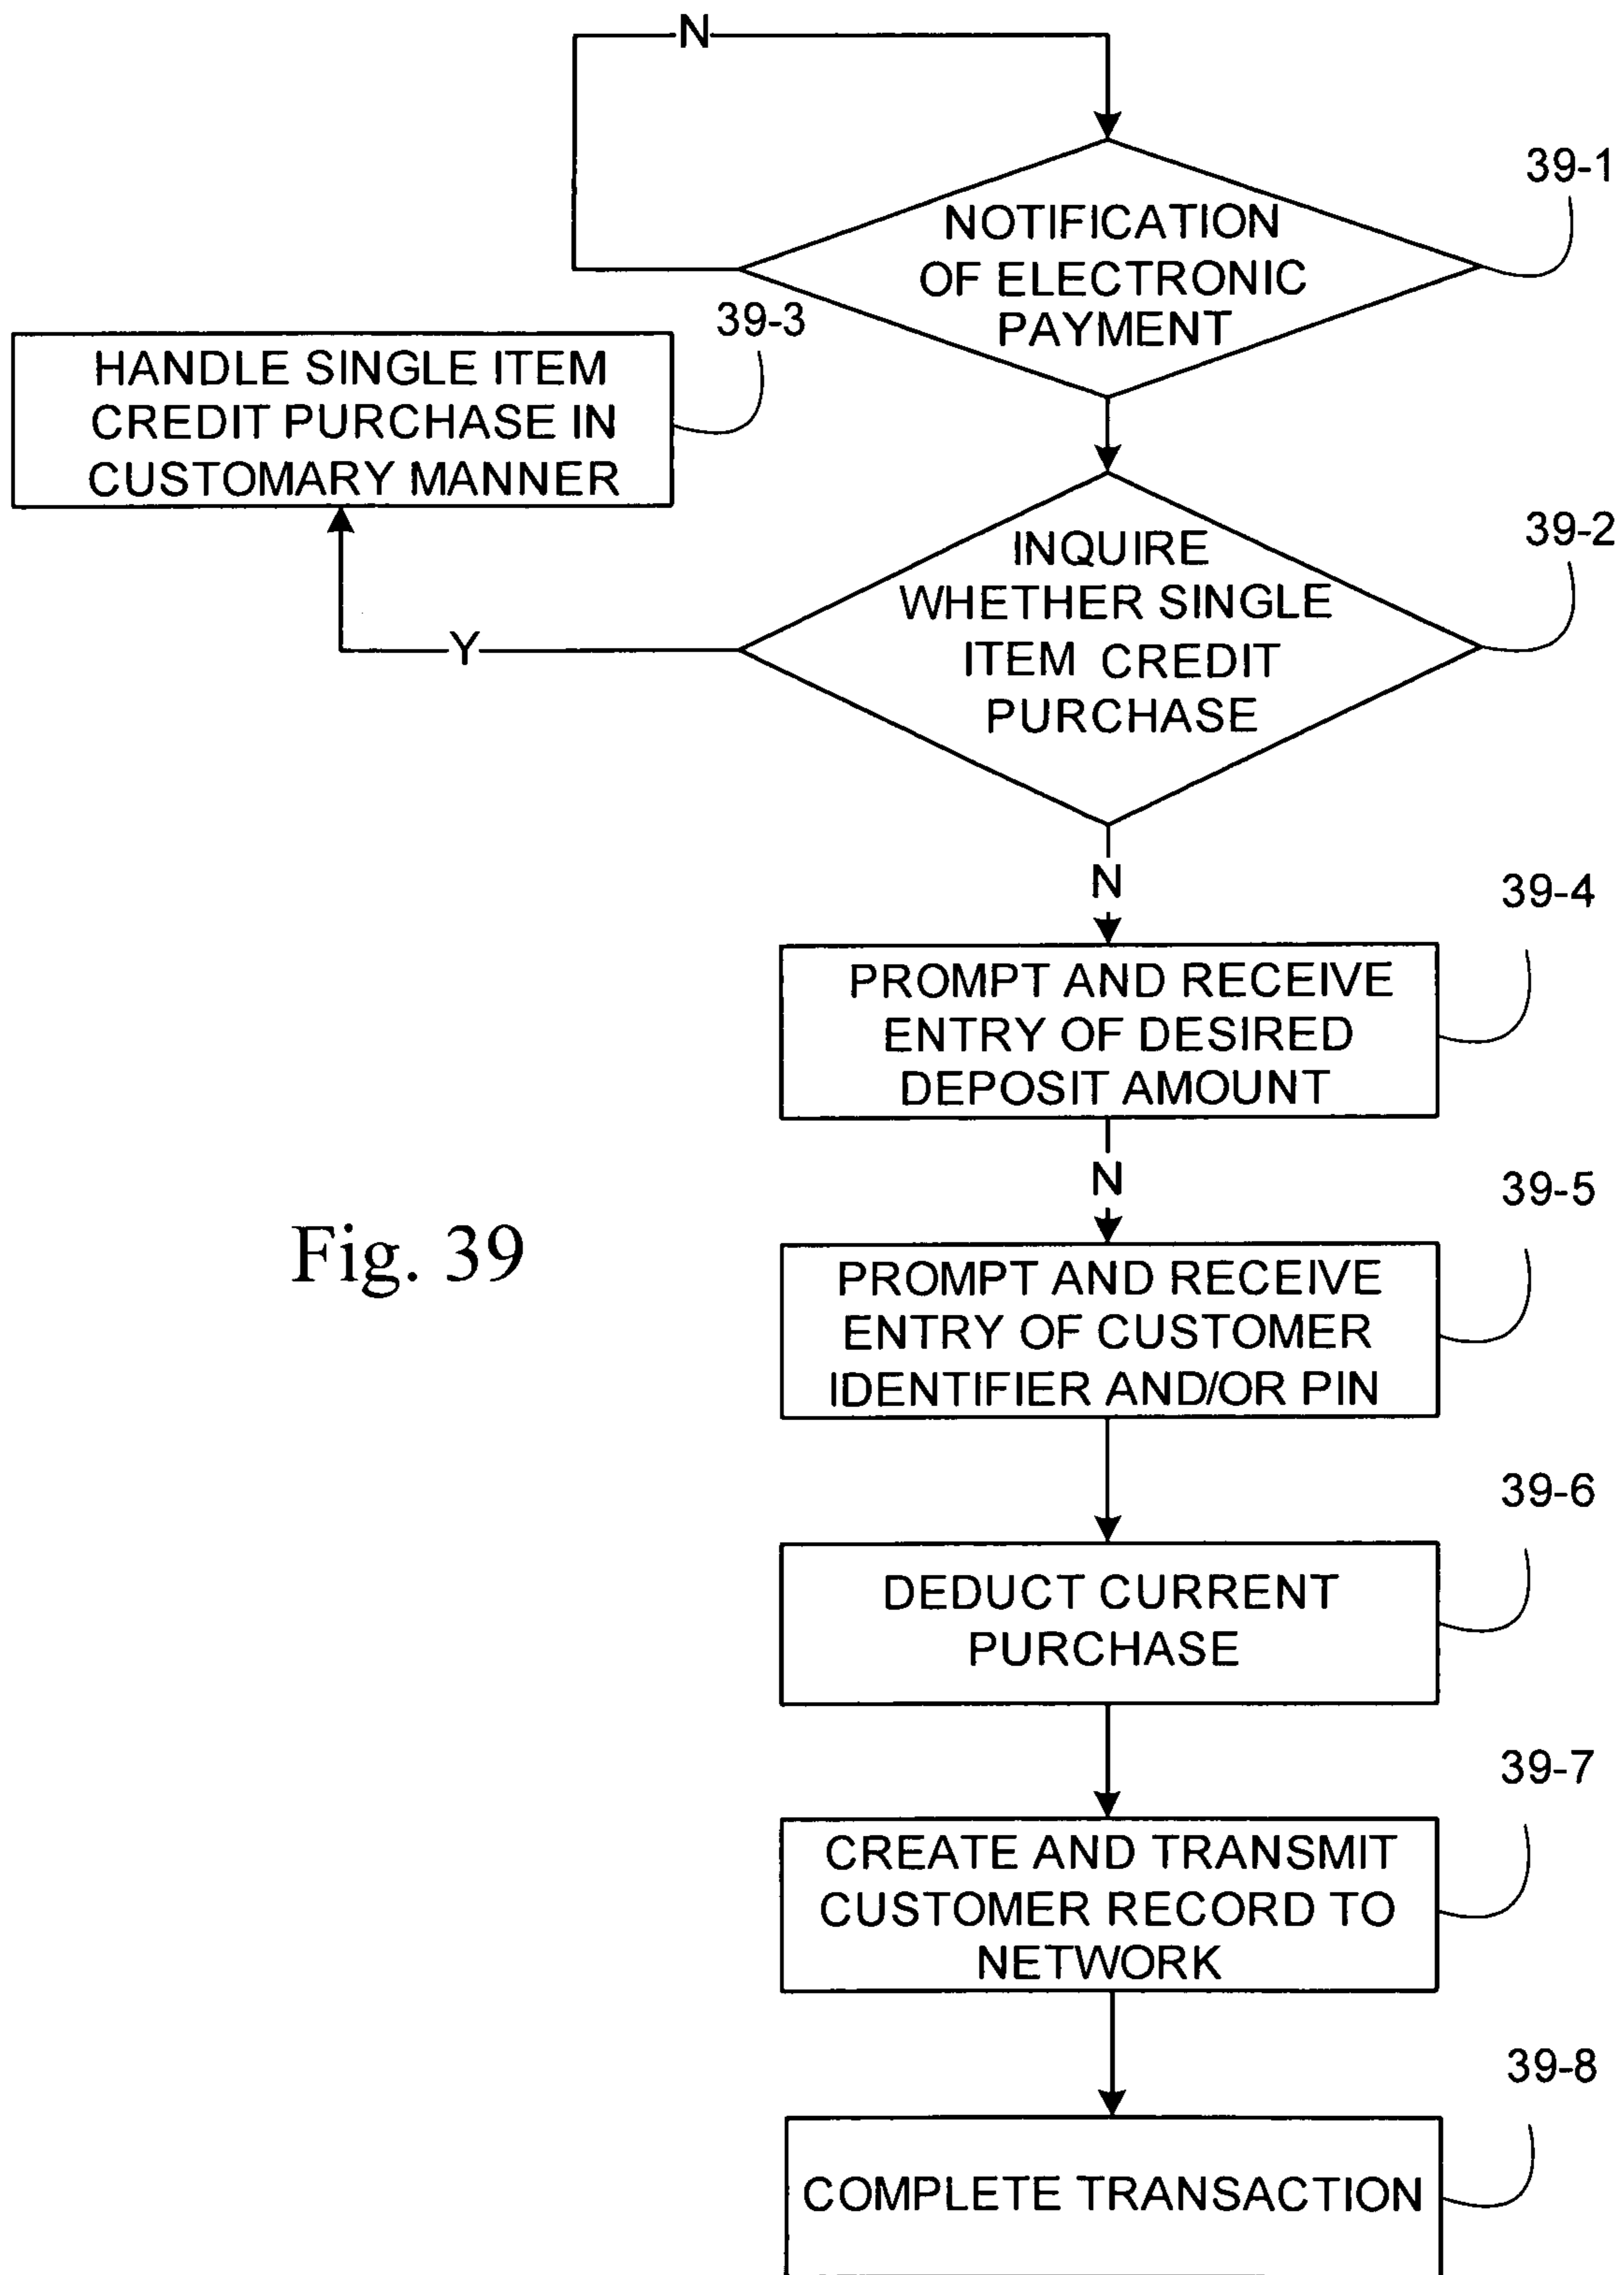 N
39-1
NOTIFICATION
OF ELECTRONIC
PAYMENT
39-3
HANDLE SINGLE ITEM
CREDIT PURCHASE IN
CUSTOMARY MANNER
39-2
INQUIRE
WHETHER SINGLE
ITEM CREDIT
PURCHASE
Y
N
39-4
PROMPT AND RECEIVE
ENTRY OF DESIRED
DEPOSIT AMOUNT
N
39-5
Fig. 39
PROMPT AND RECEIVE
ENTRY OF CUSTOMER
IDENTIFIER AND/OR PIN
39-6
DEDUCT CURRENT
PURCHASE
39-7
CREATE AND TRANSMIT
CUSTOMER RECORD TO
NETWORK
39-8
COMPLETE TRANSACTION